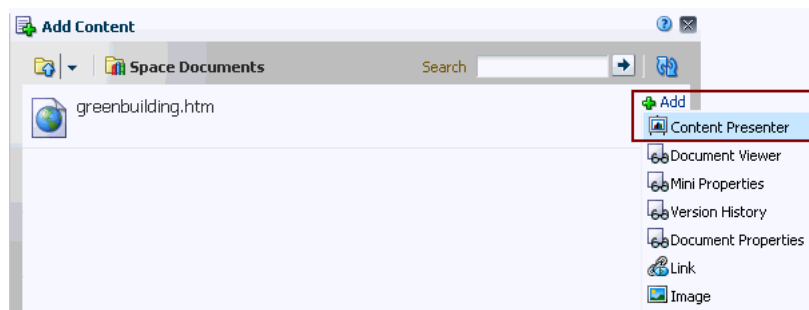 Add Content
Space Documents Search
greenbuilding.htm
Add
Content Presenter
Document Viewer
Mini Properties
Version History
Document Properties
Link
Image